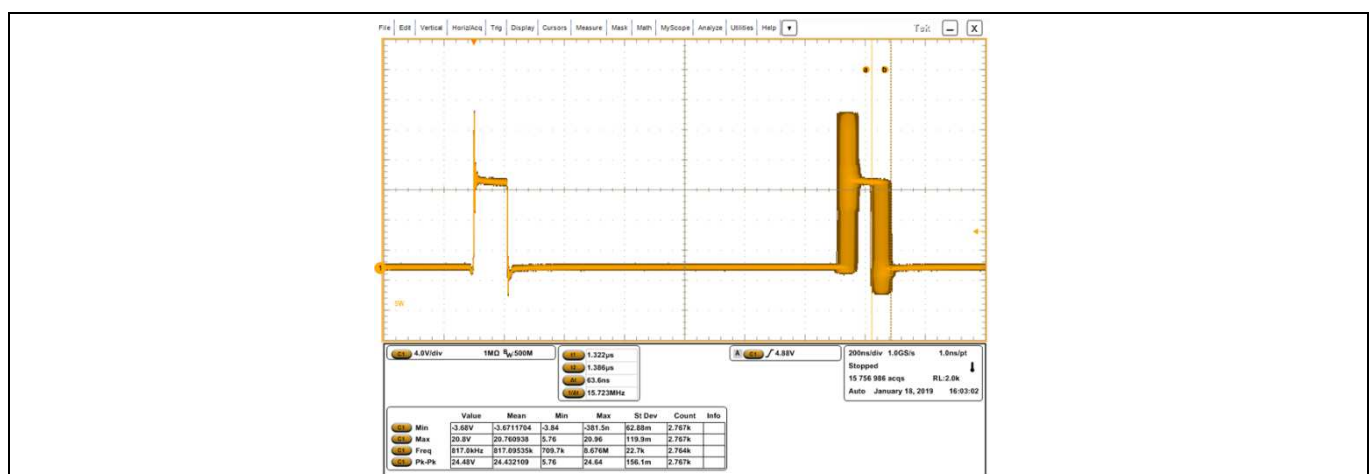 File Edit Vertical Horiz/Acq Trig Display Cursors Measure Mask Math MyScope Analyze Utilities Help Tek X
a b
1
SW
C1 4.0V/div 1MΩ BW:500M
t1 1.322µs
t2 1.386µs
Δt 63.6ns
1/Δt 15.723MHz
A C1 4.88V
200ns/div 1.0GS/s 1.0ns/pt
Stopped
15 756 986 acqs RL:2.0k
Auto January 18, 2019 16:03:02
Value Mean Min Max St Dev Count Info
C1 Min -3.68V -3.6711704 -3.84 -381.5n 62.88m 2.767k
C1 Max 20.8V 20.760938 5.76 20.96 119.9m 2.767k
C1 Freq 817.0kHz 817.09535k 709.7k 8.676M 22.7k 2.764k
C1 Pk-Pk 24.48V 24.432109 5.76 24.64 156.1m 2.767k